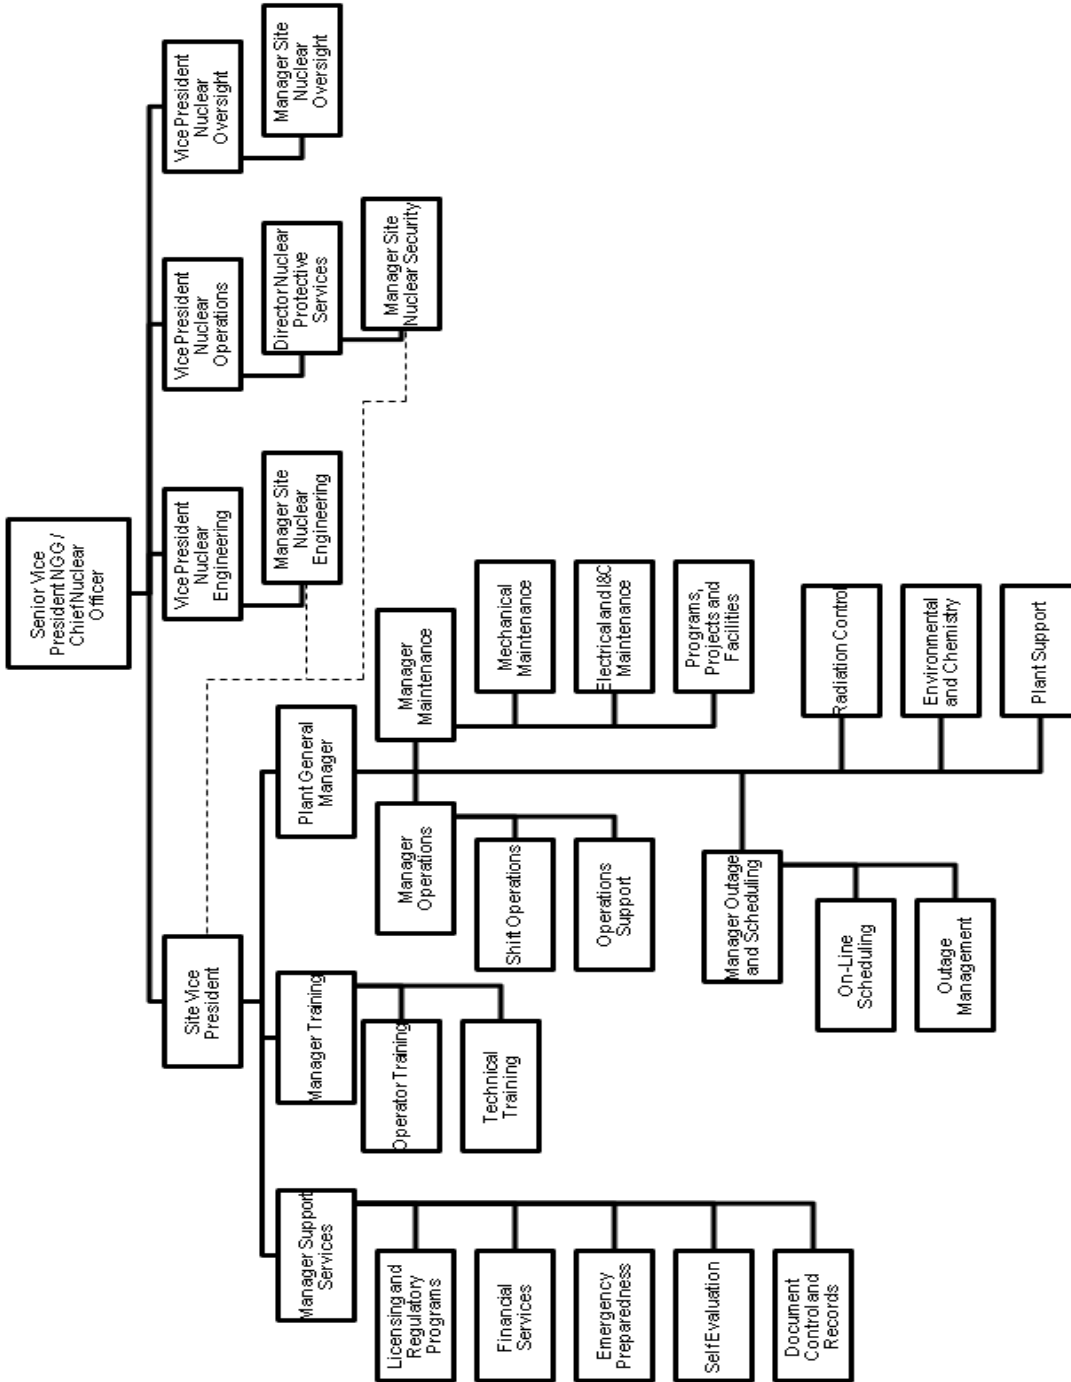 Senior Vice
President NGG /
Chief Nuclear
Officer
Site Vice
President
Vice President
Nuclear
Engineering
Vice President
Nuclear
Operations
Vice President
Nuclear
Oversight
Manager Support
Services
Manager Training
Plant General
Manager
Manager Site
Nuclear
Engineering
Director Nuclear
Protective
Services
Manager Site
Nuclear
Oversight
Manager Site
Nuclear Security
Licensing and
Regulatory
Programs
Financial
Services
Emergency
Preparedness
Self Evaluation
Document
Control and
Records
Operator Training
Technical
Training
Manager
Operations
Shift Operations
Operations
Support
Manager
Maintenance
Mechanical
Maintenance
Electrical and I&C
Maintenance
Programs,
Projects and
Facilities
Manager Outage
and Scheduling
On-Line
Scheduling
Outage
Management
Radiation Control
Environmental
and Chemistry
Plant Support